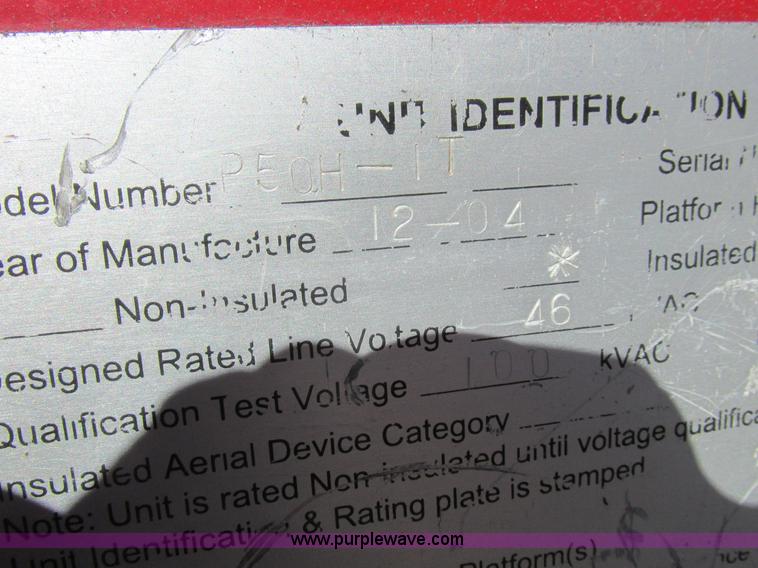 UNIT IDENTIFICATION
odel Number P50H-1T Serial
ear of Manufacture 12-04 Platfor
Non-Insulated * Insulated
esigned Rated Line Voltage 46 kVAC
Qualification Test Voltage 100 kVAC
Insulated Aerial Device Category
Note: Unit is rated Non-insulated until voltage qualifica
Unit Identification & Rating plate is stamped
www.purplewave.com
Platform(s)